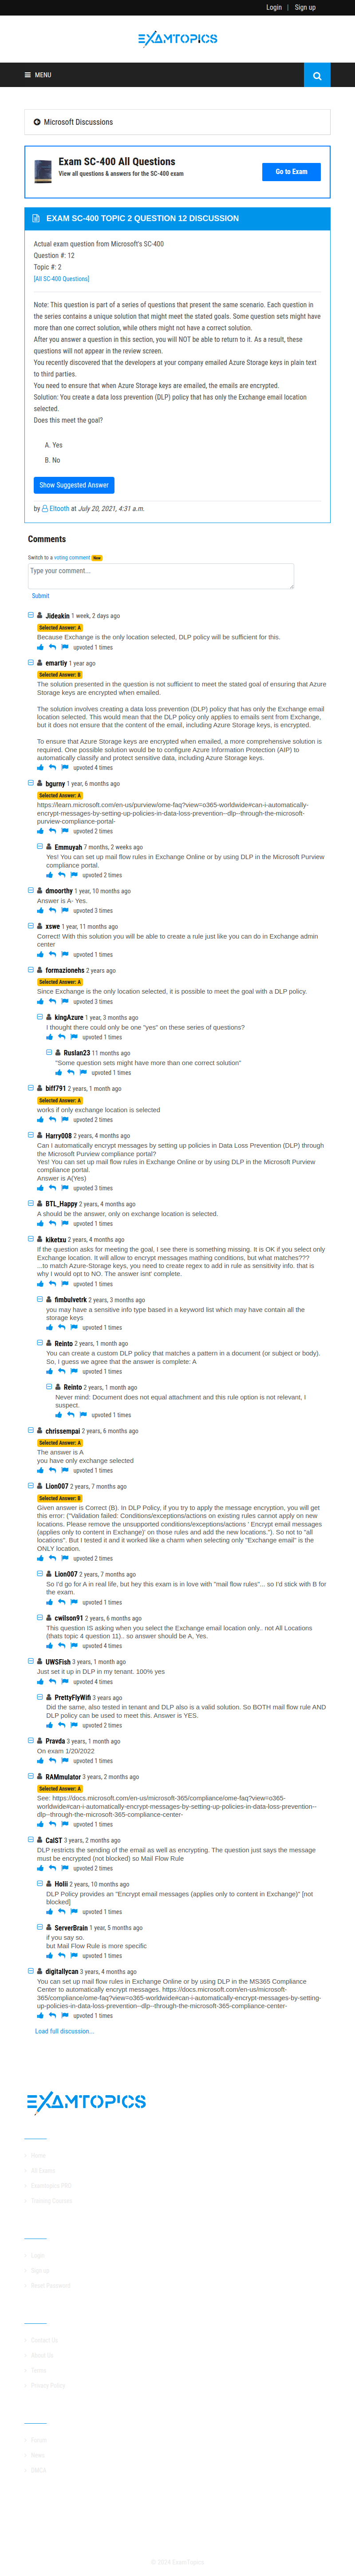 Login | Sign up
EXAMTOPICS
MENU
Microsoft Discussions
Exam SC-400 All Questions
View all questions & answers for the SC-400 exam
Go to Exam
EXAM SC-400 TOPIC 2 QUESTION 12 DISCUSSION
Actual exam question from Microsoft's SC-400
Question #: 12
Topic #: 2
[All SC-400 Questions]
Note: This question is part of a series of questions that present the same scenario. Each question in
the series contains a unique solution that might meet the stated goals. Some question sets might have
more than one correct solution, while others might not have a correct solution.
After you answer a question in this section, you will NOT be able to return to it. As a result, these
questions will not appear in the review screen.
You recently discovered that the developers at your company emailed Azure Storage keys in plain text
to third parties.
You need to ensure that when Azure Storage keys are emailed, the emails are encrypted.
Solution: You create a data loss prevention (DLP) policy that has only the Exchange email location
selected.
Does this meet the goal?
A. Yes
B. No
Show Suggested Answer
by Eltooth at July 20, 2021, 4:31 a.m.
Comments
Switch to a voting comment New
Type your comment...
Submit
Jideakin 1 week, 2 days ago
Selected Answer: A
Because Exchange is the only location selected, DLP policy will be sufficient for this.
upvoted 1 times
emartiy 1 year ago
Selected Answer: B
The solution presented in the question is not sufficient to meet the stated goal of ensuring that Azure
Storage keys are encrypted when emailed.
The solution involves creating a data loss prevention (DLP) policy that has only the Exchange email
location selected. This would mean that the DLP policy only applies to emails sent from Exchange,
but it does not ensure that the content of the email, including Azure Storage keys, is encrypted.
To ensure that Azure Storage keys are encrypted when emailed, a more comprehensive solution is
required. One possible solution would be to configure Azure Information Protection (AIP) to
automatically classify and protect sensitive data, including Azure Storage keys.
upvoted 4 times
bgurny 1 year, 6 months ago
Selected Answer: A
https://learn.microsoft.com/en-us/purview/ome-faq?view=o365-worldwide#can-i-automatically-
encrypt-messages-by-setting-up-policies-in-data-loss-prevention--dlp--through-the-microsoft-
purview-compliance-portal-
upvoted 2 times
Emmuyah 7 months, 2 weeks ago
Yes! You can set up mail flow rules in Exchange Online or by using DLP in the Microsoft Purview
compliance portal.
upvoted 2 times
dmoorthy 1 year, 10 months ago
Answer is A- Yes.
upvoted 3 times
xswe 1 year, 11 months ago
Correct! With this solution you will be able to create a rule just like you can do in Exchange admin
center
upvoted 1 times
formazionehs 2 years ago
Selected Answer: A
Since Exchange is the only location selected, it is possible to meet the goal with a DLP policy.
upvoted 3 times
kingAzure 1 year, 3 months ago
I thought there could only be one "yes" on these series of questions?
upvoted 1 times
Ruslan23 11 months ago
"Some question sets might have more than one correct solution"
upvoted 1 times
biff791 2 years, 1 month ago
Selected Answer: A
works if only exchange location is selected
upvoted 2 times
Harry008 2 years, 4 months ago
Can I automatically encrypt messages by setting up policies in Data Loss Prevention (DLP) through
the Microsoft Purview compliance portal?
Yes! You can set up mail flow rules in Exchange Online or by using DLP in the Microsoft Purview
compliance portal.
Answer is A(Yes)
upvoted 3 times
BTL_Happy 2 years, 4 months ago
A should be the answer, only on exchange location is selected.
upvoted 1 times
kiketxu 2 years, 4 months ago
If the question asks for meeting the goal, I see there is something missing. It is OK if you select only
Exchange location. It will allow to encrypt messages mathing conditions, but what matches???
...to match Azure-Storage keys, you need to create regex to add in rule as sensitivity info. that is
why I would opt to NO. The answer isnt' complete.
upvoted 1 times
fimbulvetrk 2 years, 3 months ago
you may have a sensitive info type based in a keyword list which may have contain all the
storage keys
upvoted 1 times
Reinto 2 years, 1 month ago
You can create a custom DLP policy that matches a pattern in a document (or subject or body).
So, I guess we agree that the answer is complete: A
upvoted 1 times
Reinto 2 years, 1 month ago
Never mind: Document does not equal attachment and this rule option is not relevant, I
suspect.
upvoted 1 times
chrissempai 2 years, 6 months ago
Selected Answer: A
The answer is A
you have only exchange selected
upvoted 1 times
Lion007 2 years, 7 months ago
Selected Answer: B
Given answer is Correct (B). In DLP Policy, if you try to apply the message encryption, you will get
this error: ("Validation failed: Conditions/exceptions/actions on existing rules cannot apply on new
locations. Please remove the unsupported conditions/exceptions/actions ' Encrypt email messages
(applies only to content in Exchange)' on those rules and add the new locations."). So not to "all
locations". But I tested it and it worked like a charm when selecting only "Exchange email" is the
ONLY location.
upvoted 2 times
Lion007 2 years, 7 months ago
So I'd go for A in real life, but hey this exam is in love with "mail flow rules"... so I'd stick with B for
the exam.
upvoted 1 times
cwilson91 2 years, 6 months ago
This question IS asking when you select the Exchange email location only.. not All Locations
(thats topic 4 question 11).. so answer should be A, Yes.
upvoted 4 times
UWSFish 3 years, 1 month ago
Just set it up in DLP in my tenant. 100% yes
upvoted 4 times
PrettyFlyWifi 3 years ago
Did the same, also tested in tenant and DLP also is a valid solution. So BOTH mail flow rule AND
DLP policy can be used to meet this. Answer is YES.
upvoted 2 times
Pravda 3 years, 1 month ago
On exam 1/20/2022
upvoted 1 times
RAMmulator 3 years, 2 months ago
Selected Answer: A
See: https://docs.microsoft.com/en-us/microsoft-365/compliance/ome-faq?view=o365-
worldwide#can-i-automatically-encrypt-messages-by-setting-up-policies-in-data-loss-prevention--
dlp--through-the-microsoft-365-compliance-center-
upvoted 1 times
CalST 3 years, 2 months ago
DLP restricts the sending of the email as well as encrypting. The question just says the message
must be encrypted (not blocked) so Mail Flow Rule
upvoted 2 times
Holii 2 years, 10 months ago
DLP Provides an "Encrypt email messages (applies only to content in Exchange)" [not
blocked]
upvoted 1 times
ServerBrain 1 year, 5 months ago
if you say so.
but Mail Flow Rule is more specific
upvoted 1 times
digitallycan 3 years, 4 months ago
You can set up mail flow rules in Exchange Online or by using DLP in the MS365 Compliance
Center to automatically encrypt messages. https://docs.microsoft.com/en-us/microsoft-
365/compliance/ome-faq?view=o365-worldwide#can-i-automatically-encrypt-messages-by-setting-
up-policies-in-data-loss-prevention--dlp--through-the-microsoft-365-compliance-center-
upvoted 1 times
Load full discussion...
EXAMTOPICS
Home
All Exams
Examtopics PRO
Training Courses
Login
Sign up
Reset Password
Contact Us
About Us
Terms
Privacy Policy
Forum
News
DMCA
© 2024 ExamTopics